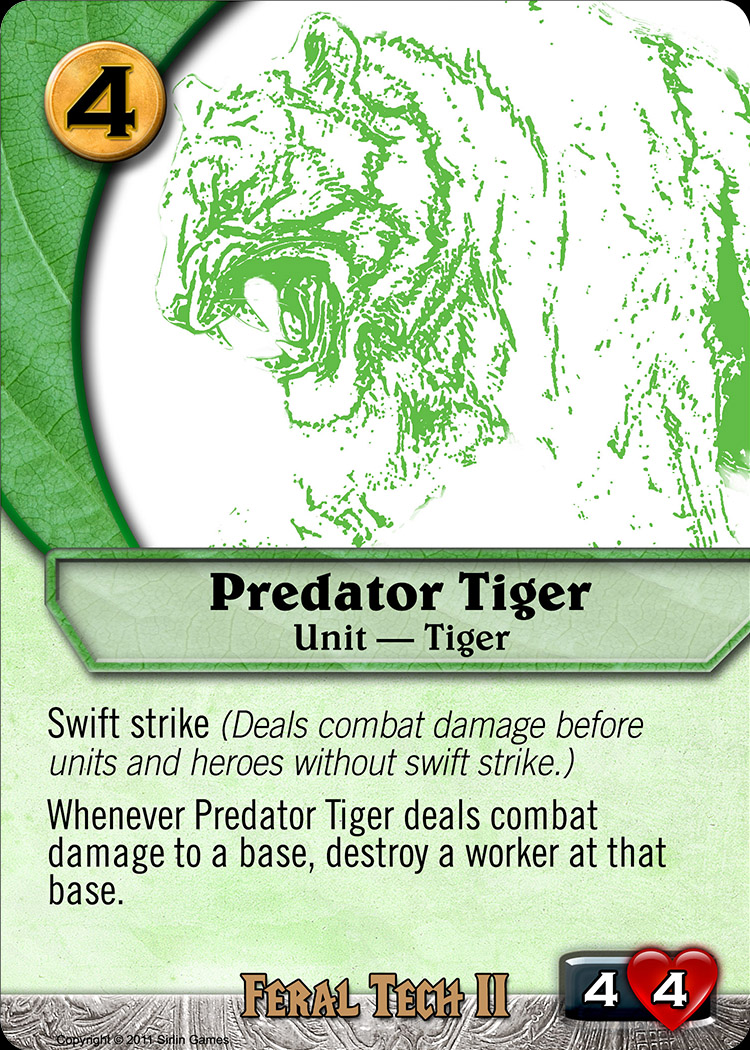 4
Predator Tiger
Unit — Tiger
Swift strike (Deals combat damage before
units and heroes without swift strike.)
Whenever Predator Tiger deals combat
damage to a base, destroy a worker at that
base.
Feral Tech II
4 4
Copyright © 2011 Sirlin Games